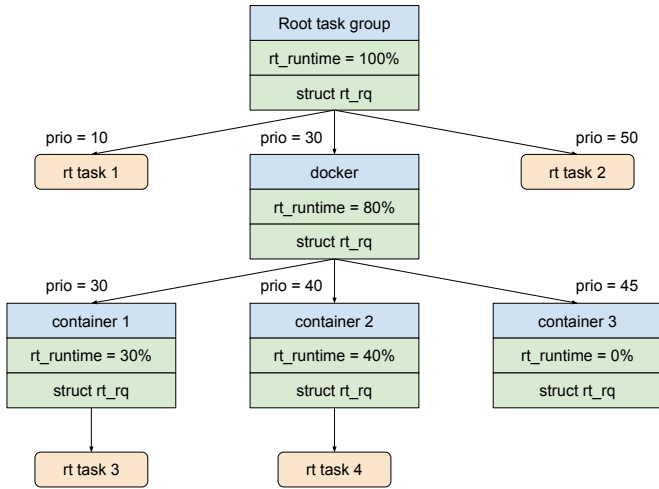 Root task group
rt_runtime = 100%
struct rt_rq
prio = 10
prio = 30
prio = 50
rt task 1
docker
rt task 2
rt_runtime = 80%
struct rt_rq
prio = 30
prio = 40
prio = 45
container 1
container 2
container 3
rt_runtime = 30%
rt_runtime = 40%
rt_runtime = 0%
struct rt_rq
struct rt_rq
struct rt_rq
rt task 3
rt task 4